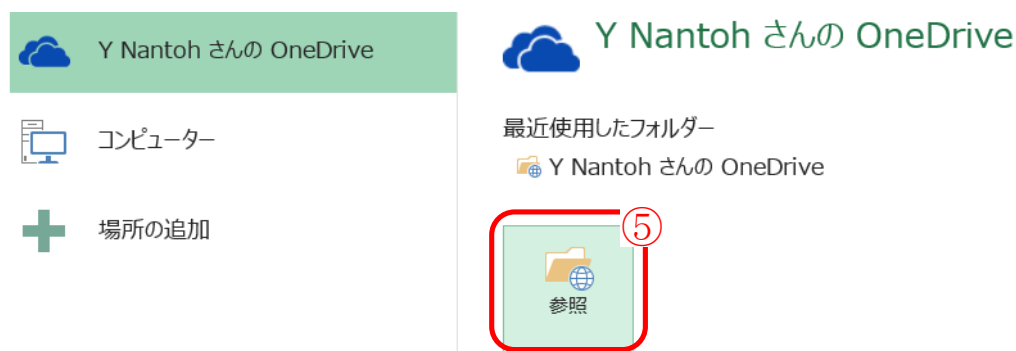 Y Nantoh さんの OneDrive
コンピューター
場所の追加
Y Nantoh さんの OneDrive
最近使用したフォルダー
Y Nantoh さんの OneDrive
⑤
参照